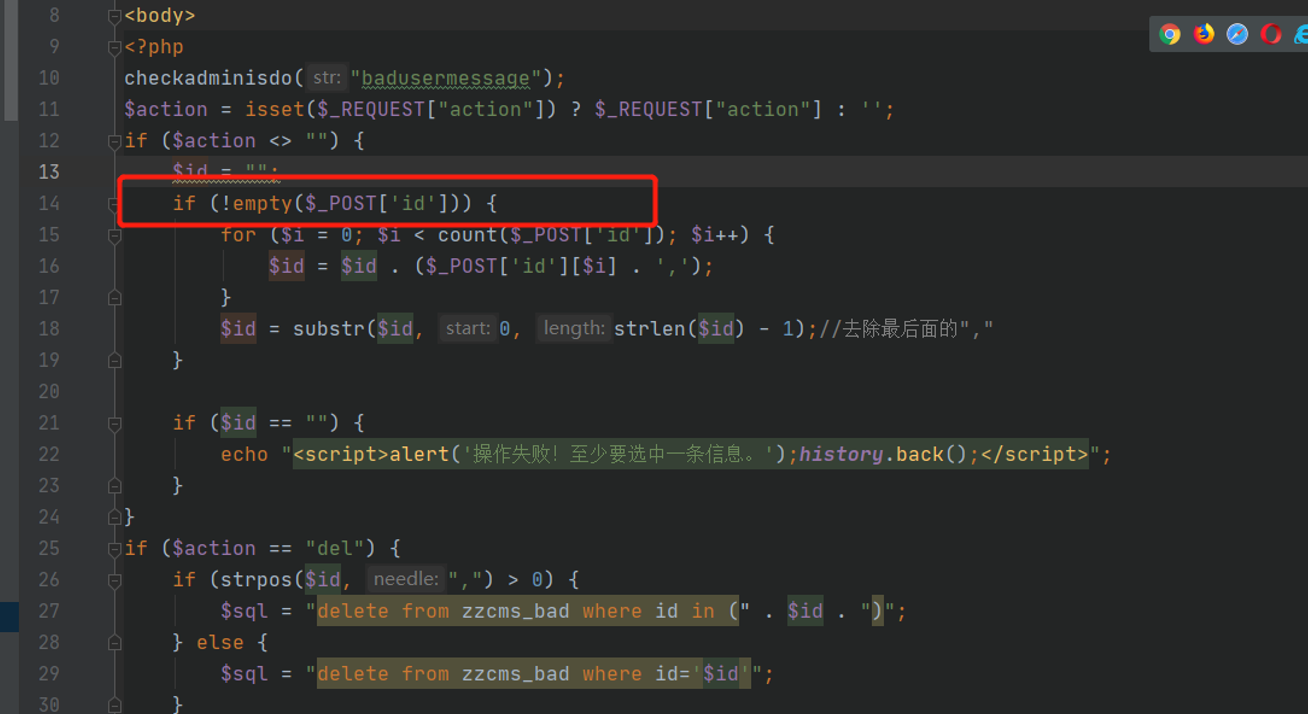 8 <body>
9 <?php
10 checkadminisdo( str: "badusermessage");
11 $action = isset($_REQUEST["action"]) ? $_REQUEST["action"] : '';
12 if ($action <> "") {
13 $id = "";
14 if (!empty($_POST['id'])) {
15 for ($i = 0; $i < count($_POST['id']); $i++) {
16 $id = $id . ($_POST['id'][$i] . ',');
17 }
18 $id = substr($id, start: 0, length: strlen($id) - 1);//去除最后面的","
19 }
20
21 if ($id == "") {
22 echo "<script>alert('操作失败！至少要选中一条信息。');history.back();</script>";
23 }
24 }
25 if ($action == "del") {
26 if (strpos($id, needle: ",") > 0) {
27 $sql = "delete from zzcms_bad where id in (" . $id . ")";
28 } else {
29 $sql = "delete from zzcms_bad where id='$id'";
30 }